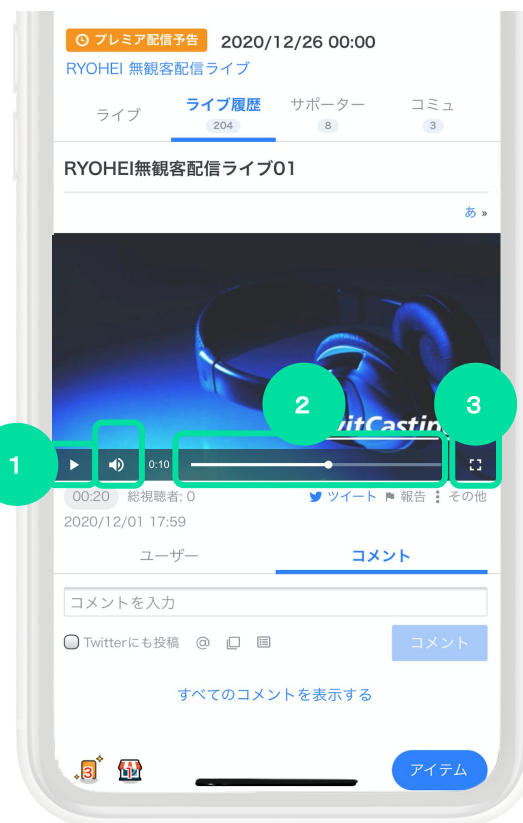 プレミア配信予告 2020/12/26 00:00
RYOHEI 無観客配信ライブ
ライブ ライブ履歴 サポーター コミュ
204 8 3
RYOHEI無観客配信ライブ01
あ »
2 3
witCasting
1 0:10
00:20 総視聴者: 0 ツイート 報告 その他
2020/12/01 17:59
ユーザー コメント
コメントを入力
Twitterにも投稿 @ コメント
すべてのコメントを表示する
3 アイテム